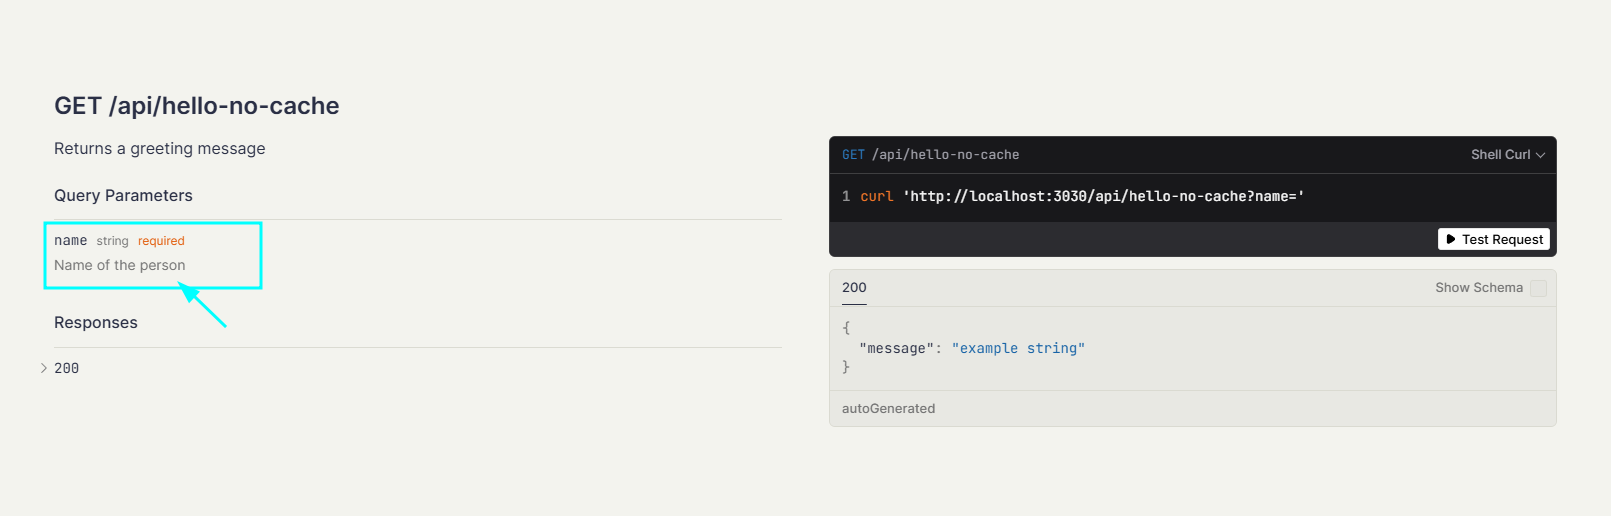 GET /api/hello-no-cache
Returns a greeting message
Query Parameters
name string required
Name of the person
Responses
200
GET /api/hello-no-cache Shell Curl
1 curl 'http://localhost:3030/api/hello-no-cache?name='
Test Request
200 Show Schema
{
"message": "example string"
}
autoGenerated